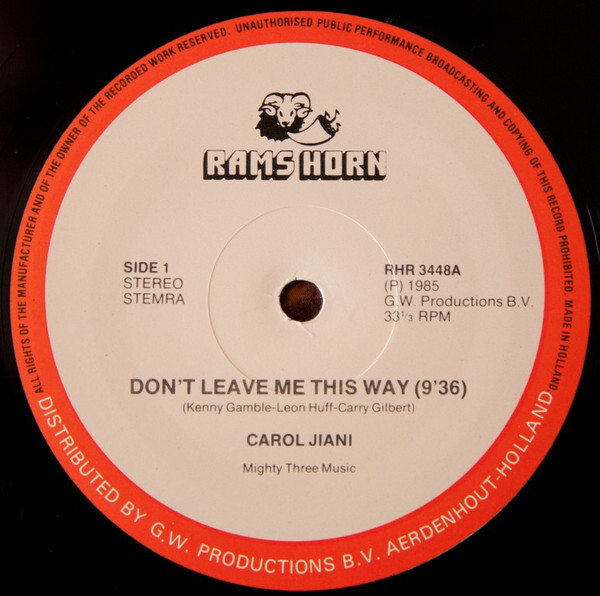 ALL RIGHTS OF THE MANUFACTURER AND OF THE OWNER OF THE RECORDED WORK RESERVED. UNAUTHORISED PUBLIC PERFORMANCE BROADCASTING AND COPYING OF THIS RECORD PROHIBITED. MADE IN HOLLAND
RAMS HORN
SIDE 1
STEREO
STEMRA
RHR 3448A
(P) 1985
G.W. Productions B.V.
33⅓ RPM
DON'T LEAVE ME THIS WAY (9'36)
(Kenny Gamble-Leon Huff-Carry Gilbert)
CAROL JIANI
Mighty Three Music
DISTRIBUTED BY G.W. PRODUCTIONS B.V. AERDENHOUT-HOLLAND